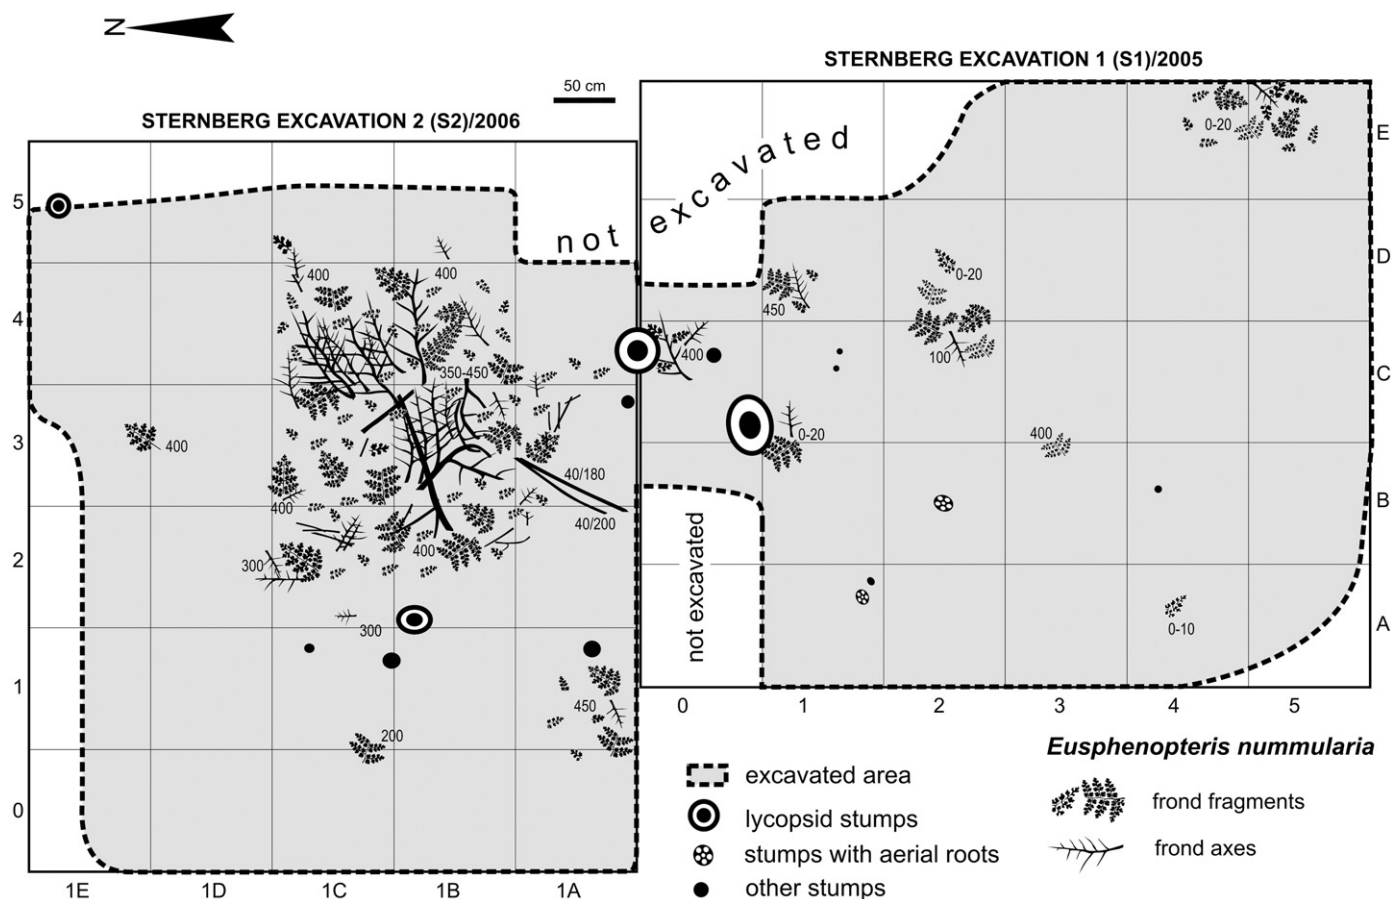 N
STERNBERG EXCAVATION 1 (S1)/2005
50 cm
STERNBERG EXCAVATION 2 (S2)/2006
not excavated
0-20
E
5
400
400
0-20
D
450
4
400
100
C
350-450
3
400
0-20
400
40/180
40/200
400
B
400
2
300
not excavated
300
0-10
A
1
450
200
0
0
1
2
3
4
5
1E
1D
1C
1B
1A
excavated area
lycopsid stumps
stumps with aerial roots
other stumps
Eusphenopteris nummularia
frond fragments
frond axes